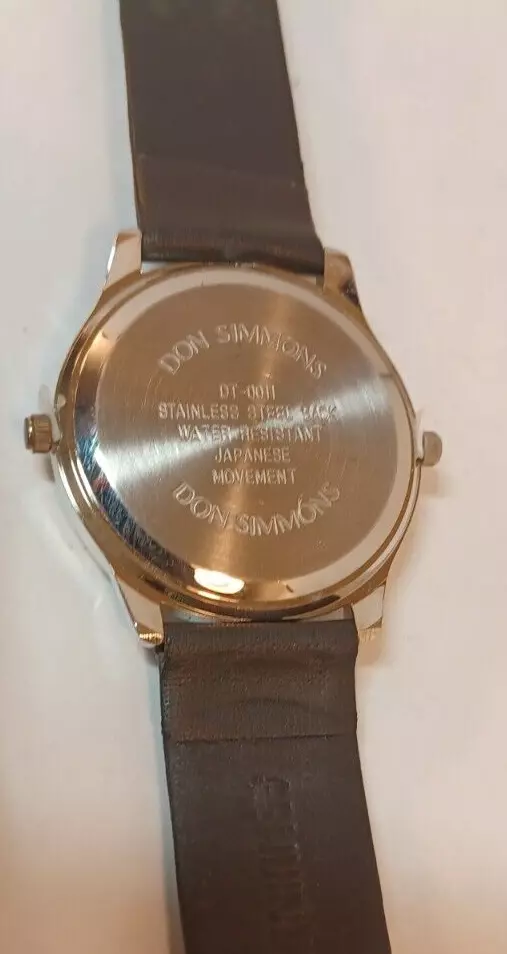 DON SIMMONS
DT-0011
STAINLESS STEEL BACK
WATER RESISTANT
JAPANESE
MOVEMENT
DON SIMMONS